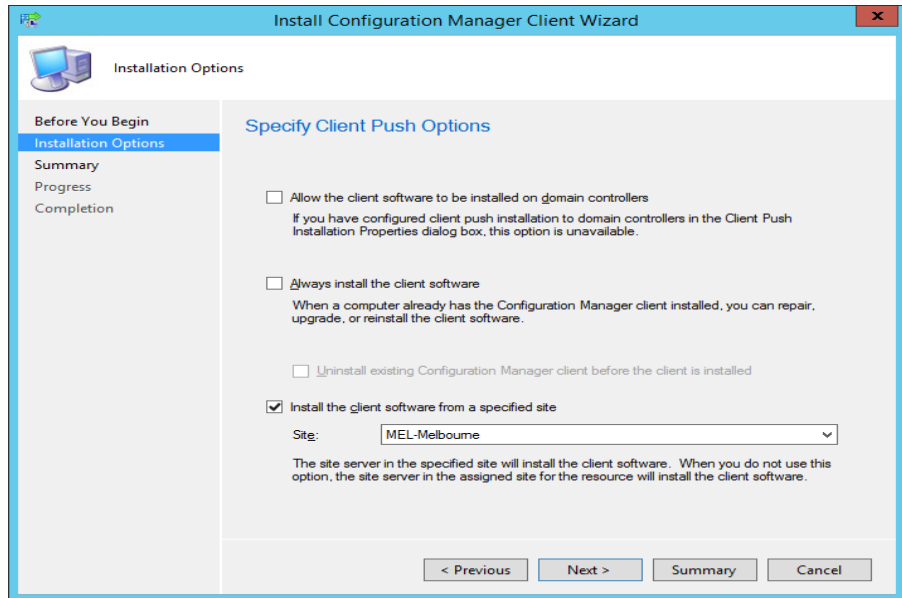 Install Configuration Manager Client Wizard
x
Installation Options
Before You Begin
Installation Options
Summary
Progress
Completion
Specify Client Push Options
Allow the client software to be installed on domain controllers
If you have configured client push installation to domain controllers in the Client Push
Installation Properties dialog box, this option is unavailable.
Always install the client software
When a computer already has the Configuration Manager client installed, you can repair,
upgrade, or reinstall the client software.
Uninstall existing Configuration Manager client before the client is installed
Install the client software from a specified site
Site:
MEL-Melbourne
The site server in the specified site will install the client software. When you do not use this
option, the site server in the assigned site for the resource will install the client software.
< Previous
Next >
Summary
Cancel